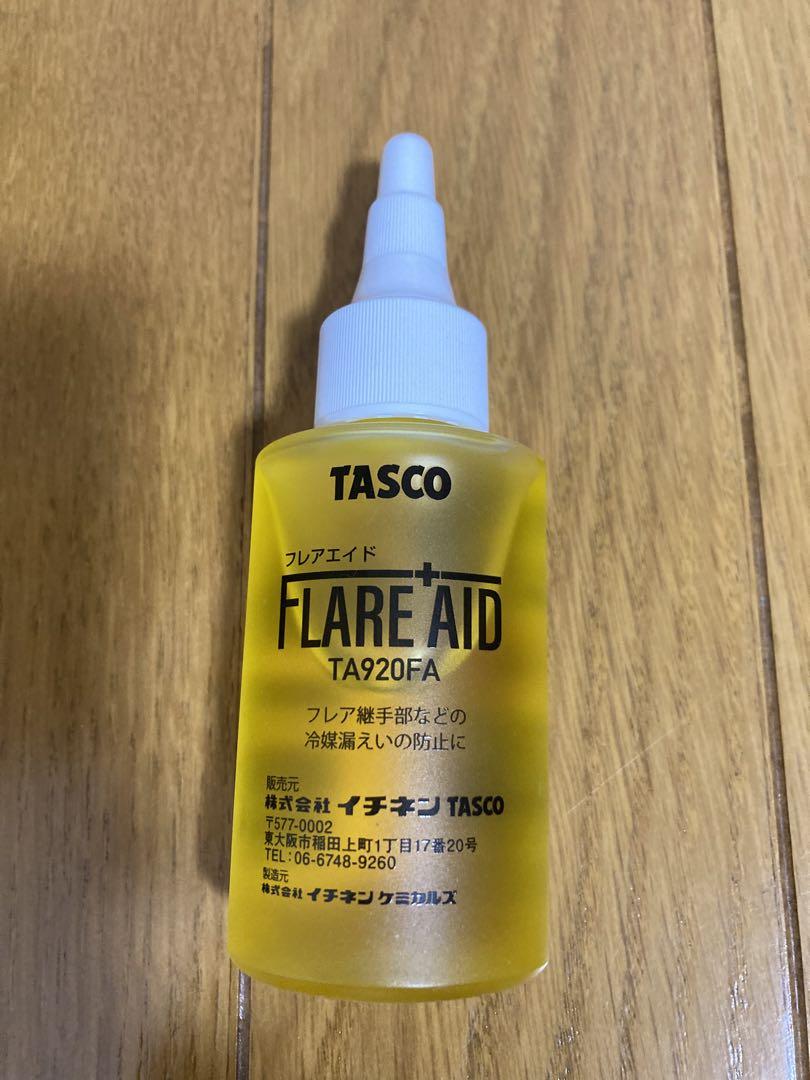 TASCO
フレアエイド
FLARE AID
TA920FA
フレア継手部などの
冷媒漏えいの防止に
販売元
株式会社 イチネン TASCO
〒577-0002
東大阪市稲田上町1丁目17番20号
TEL:06-6748-9260
製造元
株式会社 イチネン ケミカルズ